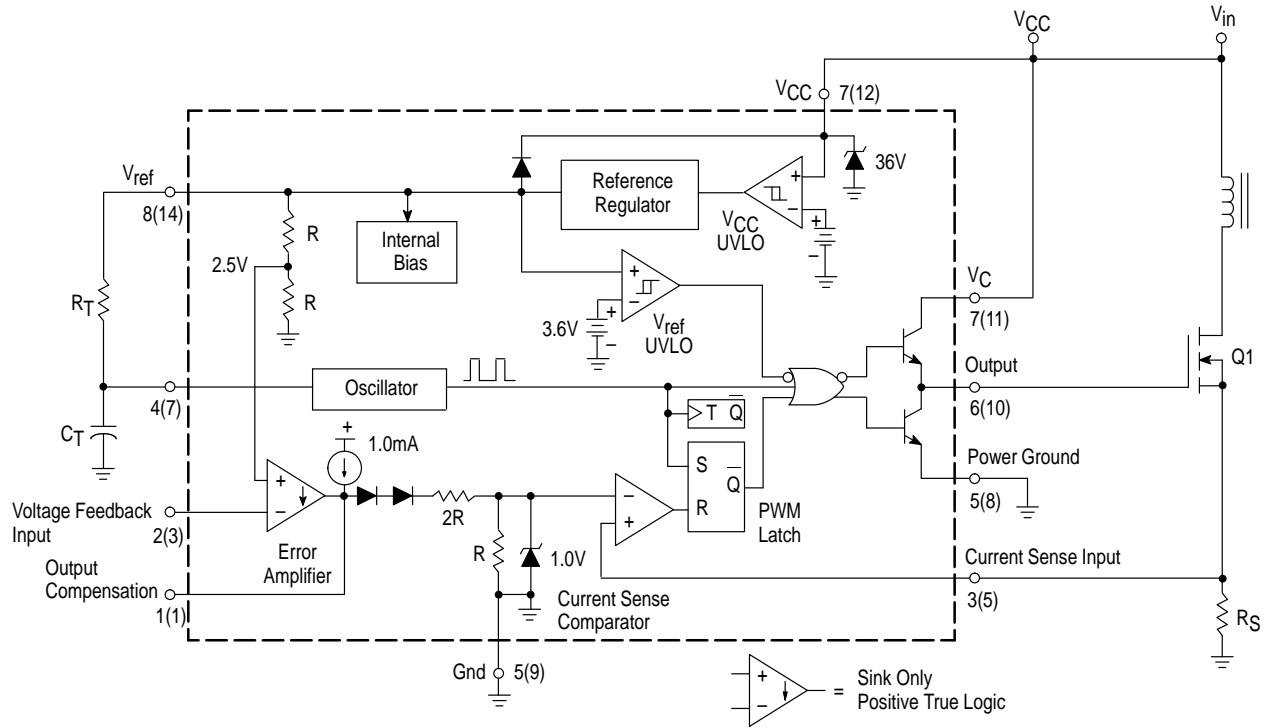 VCC
Vin
VCC 7(12)
36V
Vref
8(14)
R
2.5V
R
Internal
Bias
Reference
Regulator
+
−
VCC
UVLO
+
−
RT
+
−
3.6V
+
−
Vref
UVLO
VC
7(11)
Q1
Output
6(10)
4(7)
Oscillator
T Q
CT
+
1.0mA
S
R
Q
PWM
Latch
Power Ground
5(8)
+
−
Voltage Feedback
Input
2(3)
Error
Amplifier
2R
R
1.0V
−
+
Current Sense
Comparator
Current Sense Input
3(5)
Output
Compensation
1(1)
RS
Gnd 5(9)
+
−
= Sink Only
Positive True Logic